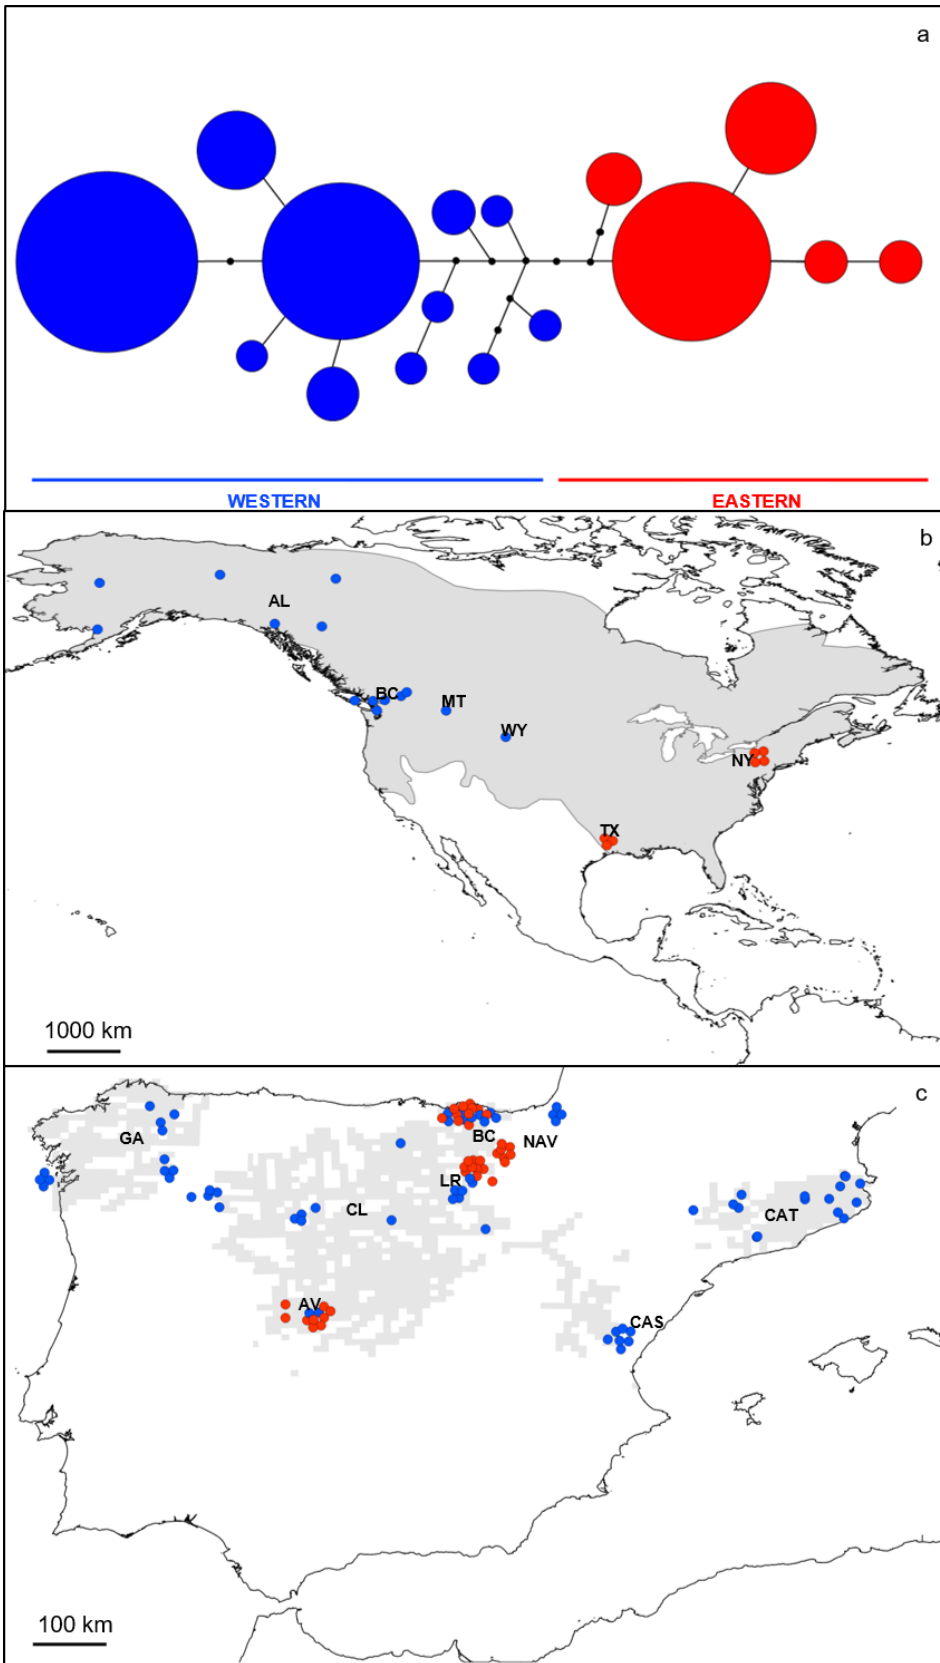 a
WESTERN EASTERN
b
AL
BC
MT
WY
NY
TX
1000 km
c
GA
BC NAV
LR
CL
CAT
AV
CAS
100 km